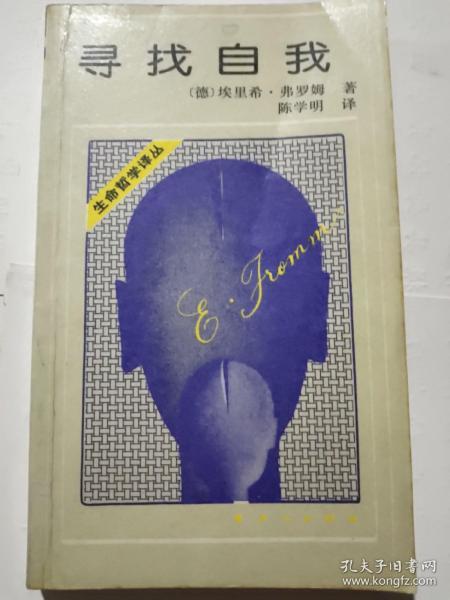 寻找自我
〔德〕埃里希·弗罗姆 著
陈学明 译
生命哲学译丛
E. Fromm
孔夫子旧书网
www.kongfz.com